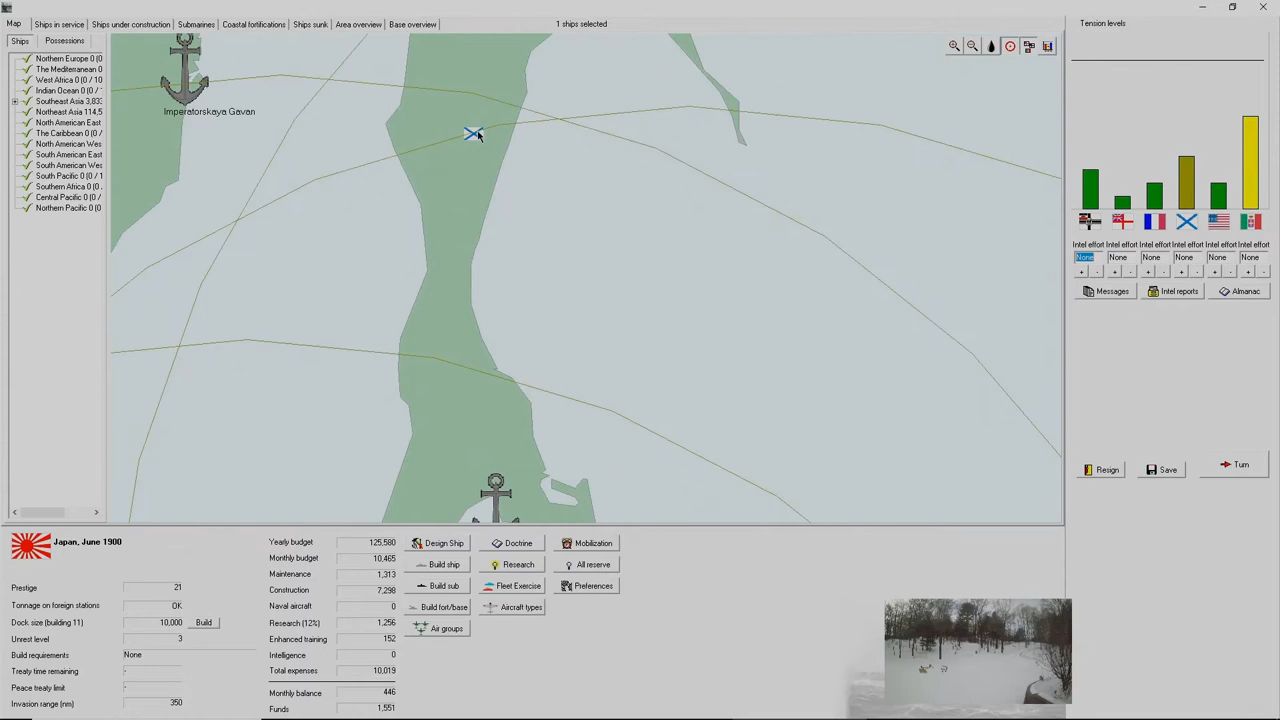 Map Ships in service Ships under construction Submarines Coastal fortifications Ships sunk Area overview Base overview 1 ships selected
Ships Possessions
Northern Europe 0 (0
The Mediterranean 0
West Africa 0 (0 / 10
Indian Ocean 0 (0 /
Southeast Asia 3,833
Northeast Asia 114,5
North American East
The Caribbean 0 (0 /
North American Wes
South American East
South American Wes
South Pacific 0 (0 / 1
Southern Africa 0 (0
Central Pacific 0 (0 /
Northern Pacific 0 (0
Imperatorskaya Gavan
Tension levels
Intel effort Intel effort Intel effort Intel effort Intel effort Intel effort
None None None None None None
+ - + - + - + - + - + -
Messages Intel reports Almanac
Resign Save Turn
Japan, June 1900
Prestige 21
Tonnage on foreign stations OK
Dock size (building 11) 10,000 Build
Unrest level 3
Build requirements None
Treaty time remaining -
Peace treaty limit -
Invasion range (nm) 350
Yearly budget 125,580
Monthly budget 10,465
Maintenance 1,313
Construction 7,298
Naval aircraft 0
Research (12%) 1,256
Enhanced training 152
Intelligence 0
Total expenses 10,019
Monthly balance 446
Funds 1,551
Design Ship Doctrine Mobilization
Build ship Research All reserve
Build sub Fleet Exercise Preferences
Build fort/base Aircraft types
Air groups